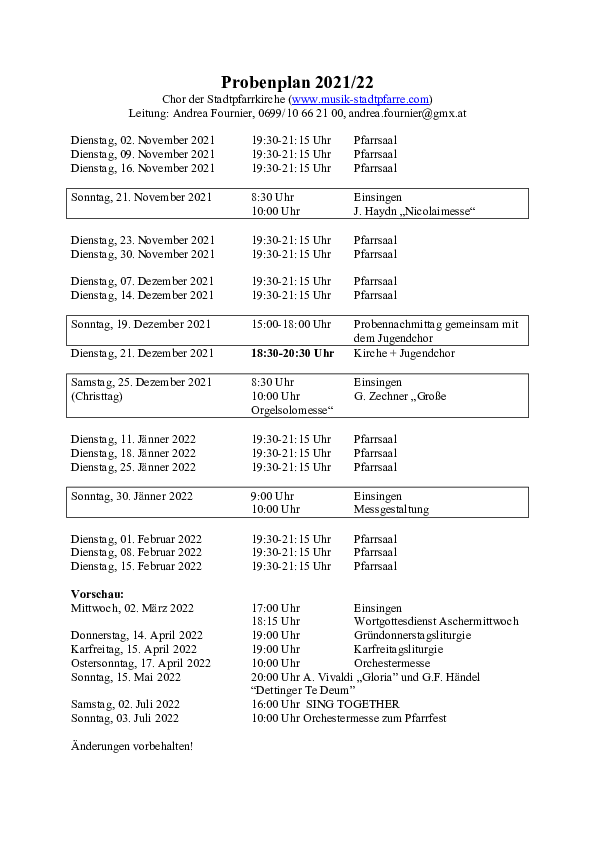 Probenplan 2021/22
Chor der Stadtpfarrkirche (www.musik-stadtpfarre.com)
Leitung: Andrea Fournier, 0699/10 66 21 00, andrea.fournier@gmx.at
Dienstag, 02. November 2021 19:30-21:15 Uhr Pfarrsaal
Dienstag, 09. November 2021 19:30-21:15 Uhr Pfarrsaal
Dienstag, 16. November 2021 19:30-21:15 Uhr Pfarrsaal
Sonntag, 21. November 2021 8:30 Uhr Einsingen
10:00 Uhr J. Haydn „Nicolaimesse“
Dienstag, 23. November 2021 19:30-21:15 Uhr Pfarrsaal
Dienstag, 30. November 2021 19:30-21:15 Uhr Pfarrsaal
Dienstag, 07. Dezember 2021 19:30-21:15 Uhr Pfarrsaal
Dienstag, 14. Dezember 2021 19:30-21:15 Uhr Pfarrsaal
Sonntag, 19. Dezember 2021 15:00-18:00 Uhr Probennachmittag gemeinsam mit
dem Jugendchor
Dienstag, 21. Dezember 2021 18:30-20:30 Uhr Kirche + Jugendchor
Samstag, 25. Dezember 2021 8:30 Uhr Einsingen
(Christtag) 10:00 Uhr G. Zechner „Große
Orgelsolomesse“
Dienstag, 11. Jänner 2022 19:30-21:15 Uhr Pfarrsaal
Dienstag, 18. Jänner 2022 19:30-21:15 Uhr Pfarrsaal
Dienstag, 25. Jänner 2022 19:30-21:15 Uhr Pfarrsaal
Sonntag, 30. Jänner 2022 9:00 Uhr Einsingen
10:00 Uhr Messgestaltung
Dienstag, 01. Februar 2022 19:30-21:15 Uhr Pfarrsaal
Dienstag, 08. Februar 2022 19:30-21:15 Uhr Pfarrsaal
Dienstag, 15. Februar 2022 19:30-21:15 Uhr Pfarrsaal
Vorschau:
Mittwoch, 02. März 2022 17:00 Uhr Einsingen
18:15 Uhr Wortgottesdienst Aschermittwoch
Donnerstag, 14. April 2022 19:00 Uhr Gründonnerstagsliturgie
Karfreitag, 15. April 2022 19:00 Uhr Karfreitagsliturgie
Ostersonntag, 17. April 2022 10:00 Uhr Orchestermesse
Sonntag, 15. Mai 2022 20:00 Uhr A. Vivaldi „Gloria” und G.F. Händel
“Dettinger Te Deum”
Samstag, 02. Juli 2022 16:00 Uhr SING TOGETHER
Sonntag, 03. Juli 2022 10:00 Uhr Orchestermesse zum Pfarrfest
Änderungen vorbehalten!